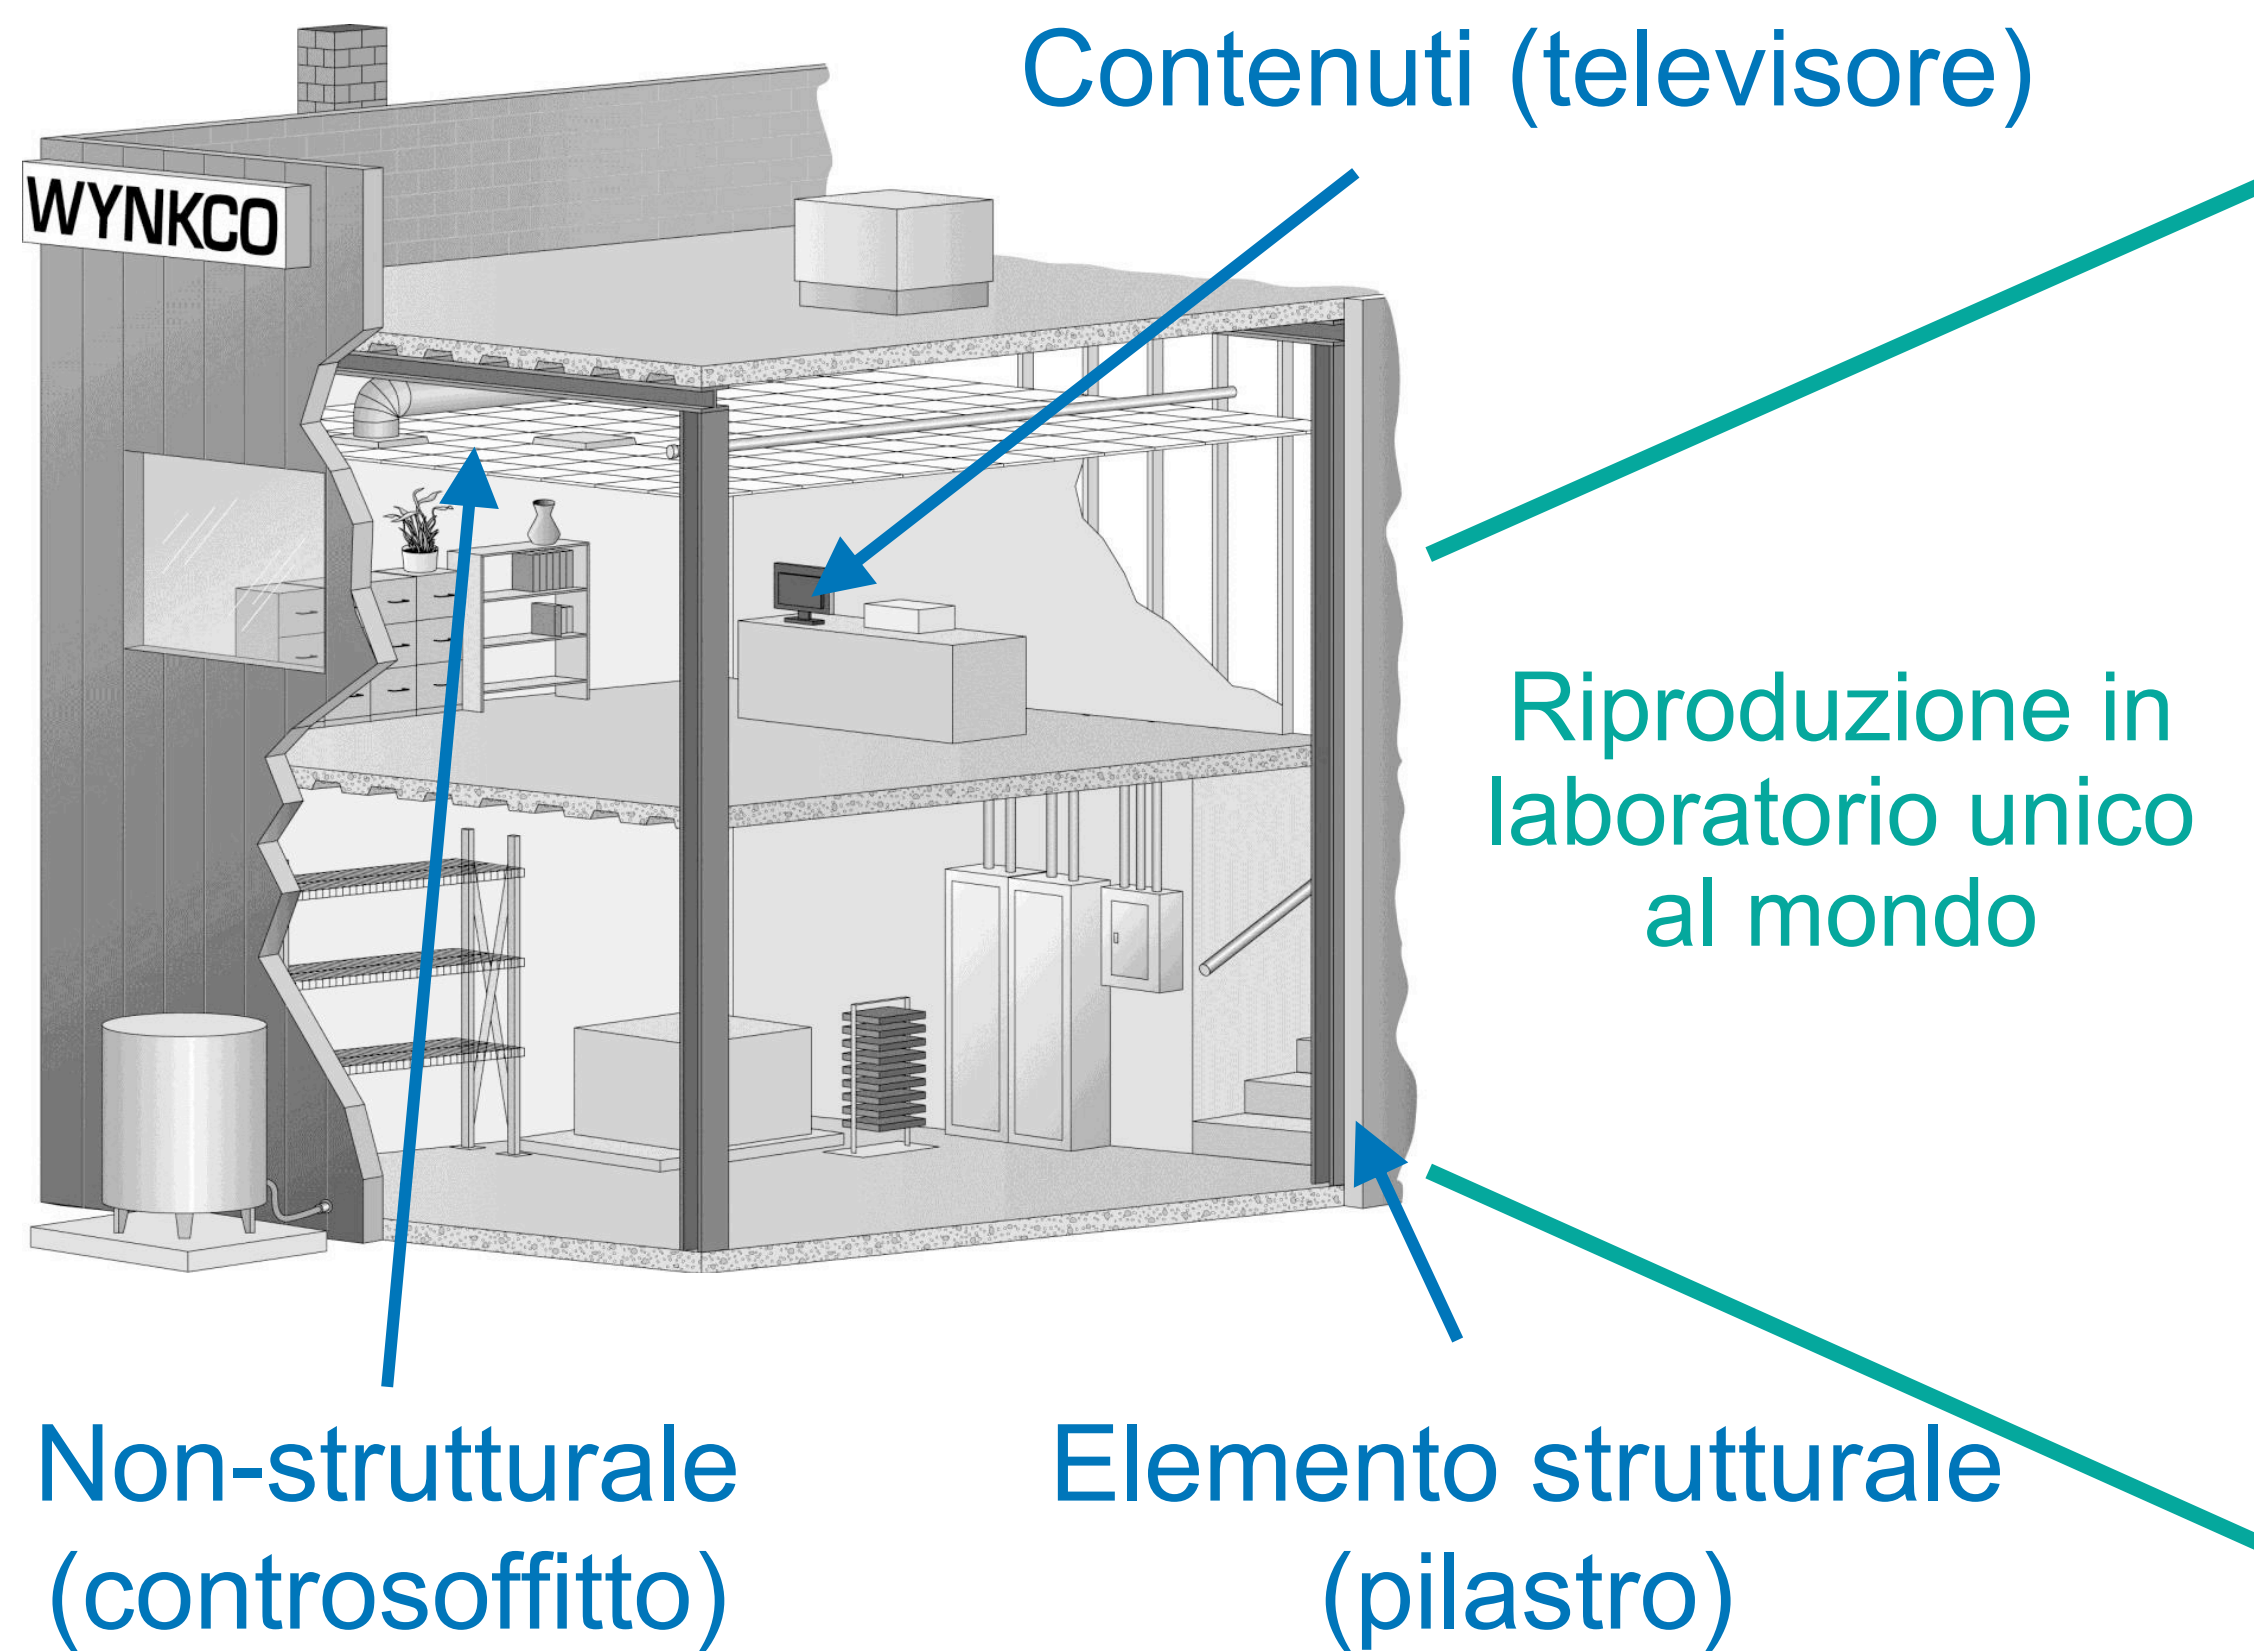 Contenuti (televisore)
WYNKCO
Riproduzione in
laboratorio unico
al mondo
Non-strutturale
(controsoffitto)
Elemento strutturale
(pilastro)